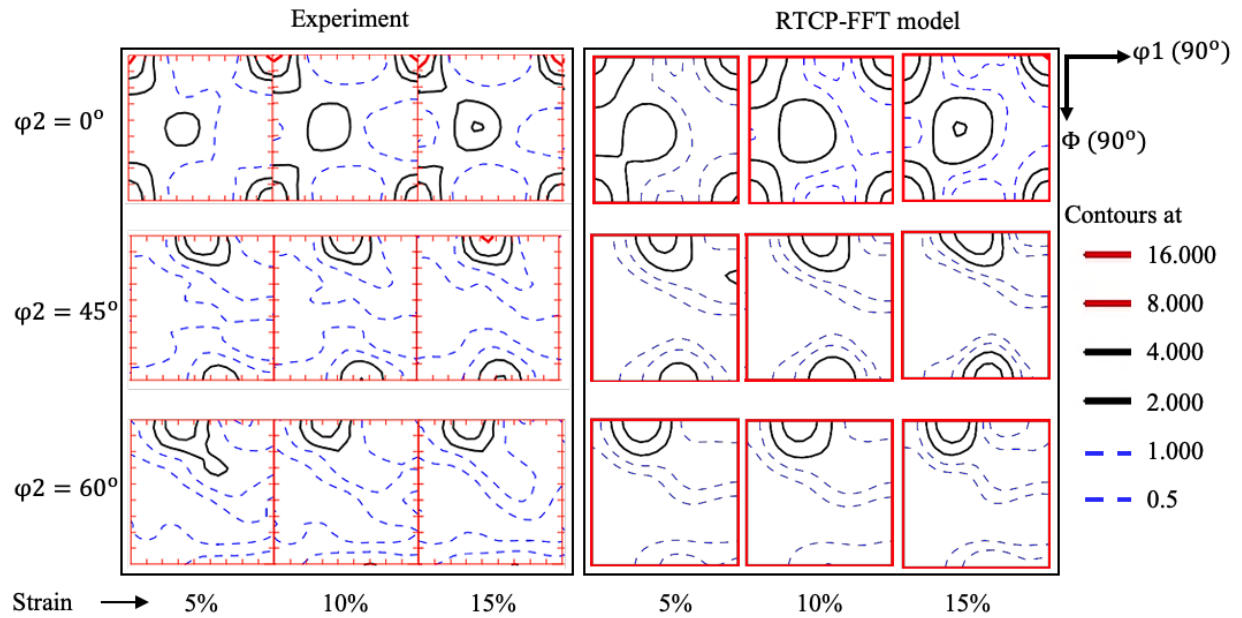 Experiment
RTCP-FFT model
φ1 (90°)
Φ (90°)
φ2 = 0°
φ2 = 45°
φ2 = 60°
Contours at
16.000
8.000
4.000
2.000
1.000
0.5
Strain 5% 10% 15% 5% 10% 15%